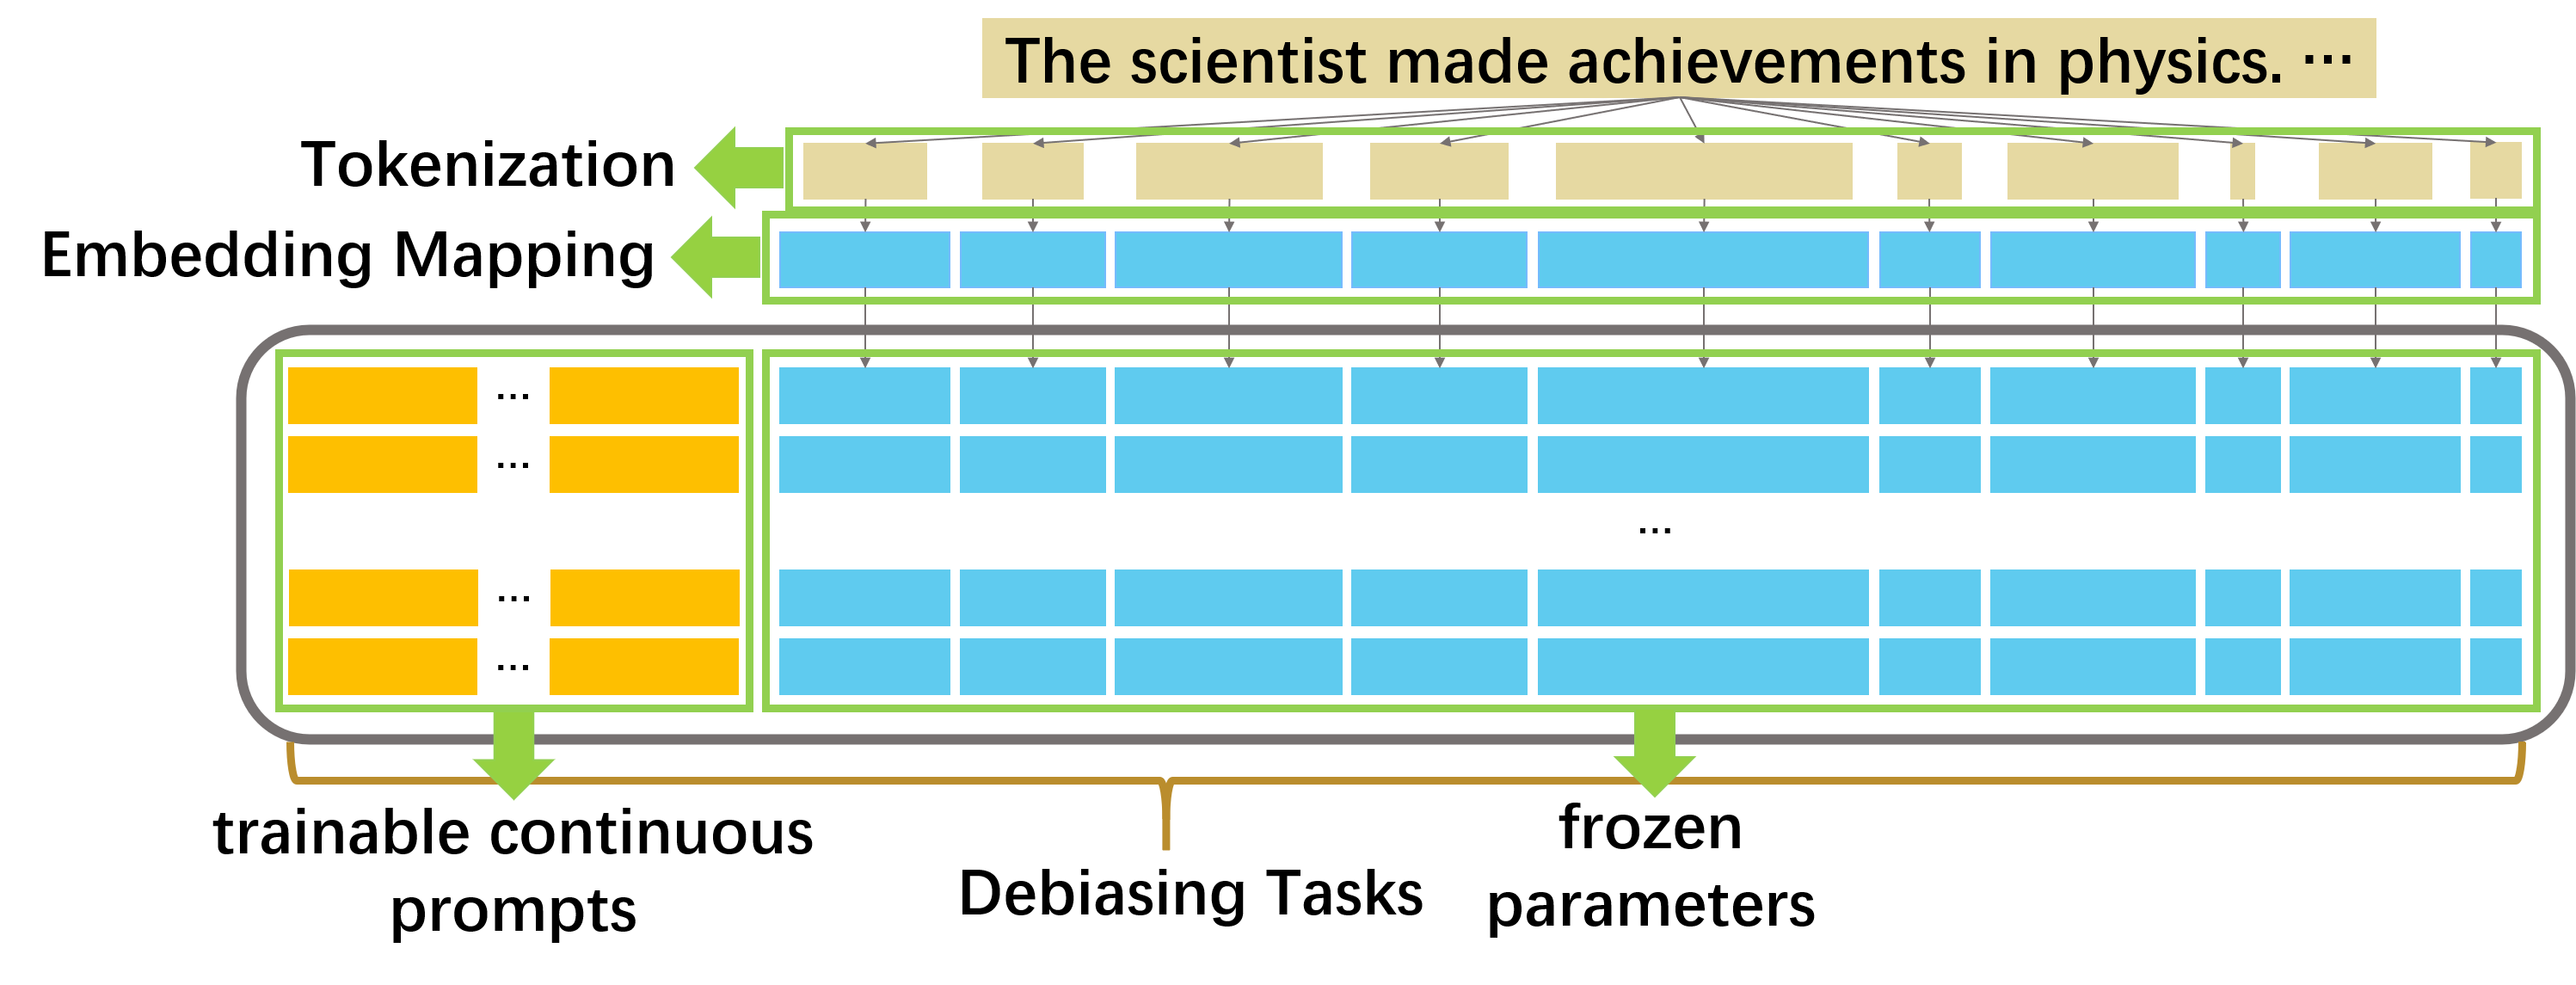 The scientist made achievements in physics. ···
Tokenization
Embedding Mapping
...
...
...
...
...
trainable continuous
prompts
Debiasing Tasks
frozen
parameters